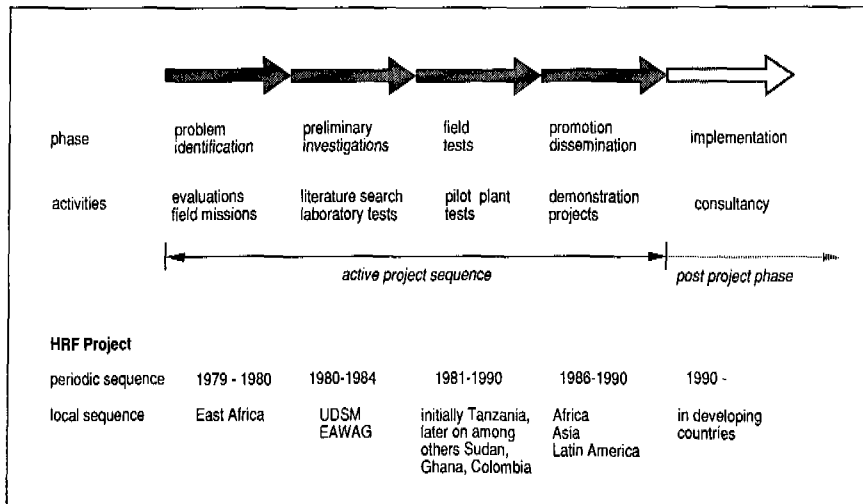 phase problem identification preliminary investigations field tests promotion dissemination implementation
activities evaluations field missions literature search laboratory tests pilot plant tests demonstration projects consultancy
active project sequence post project phase
HRF Project
periodic sequence 1979 - 1980 1980-1984 1981-1990 1986-1990 1990 -
local sequence East Africa UDSM EAWAG initially Tanzania, later on among others Sudan, Ghana, Colombia Africa Asia Latin America in developing countries